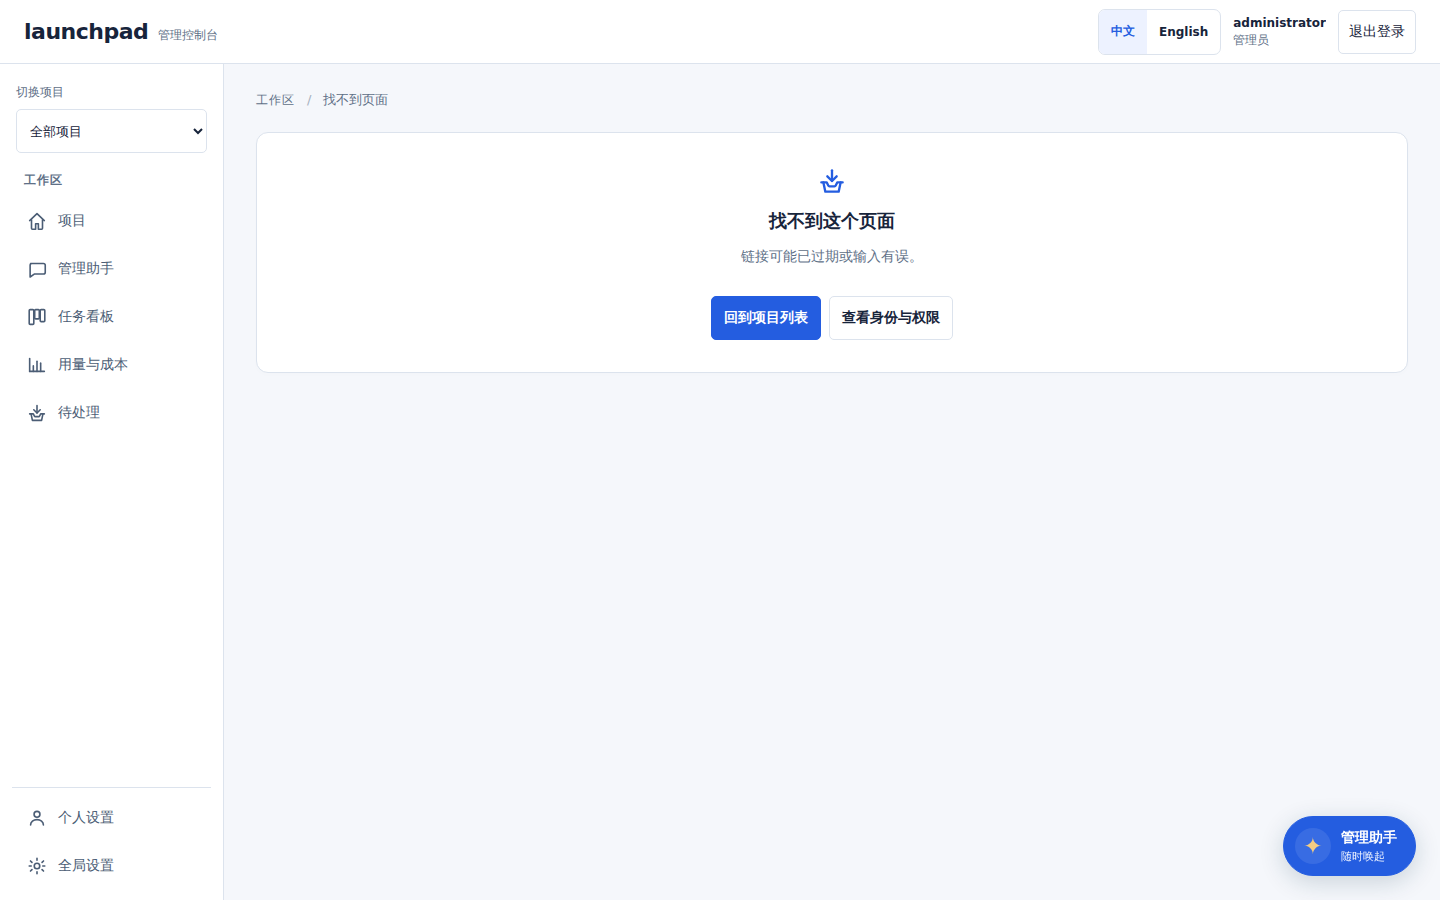 launchpad 管理控制台
中文 English
administrator
管理员
退出登录
切换项目
全部项目
工作区
项目
管理助手
任务看板
用量与成本
待处理
个人设置
全局设置
工作区 / 找不到页面
找不到这个页面
链接可能已过期或输入有误。
回到项目列表 查看身份与权限
管理助手
随时唤起